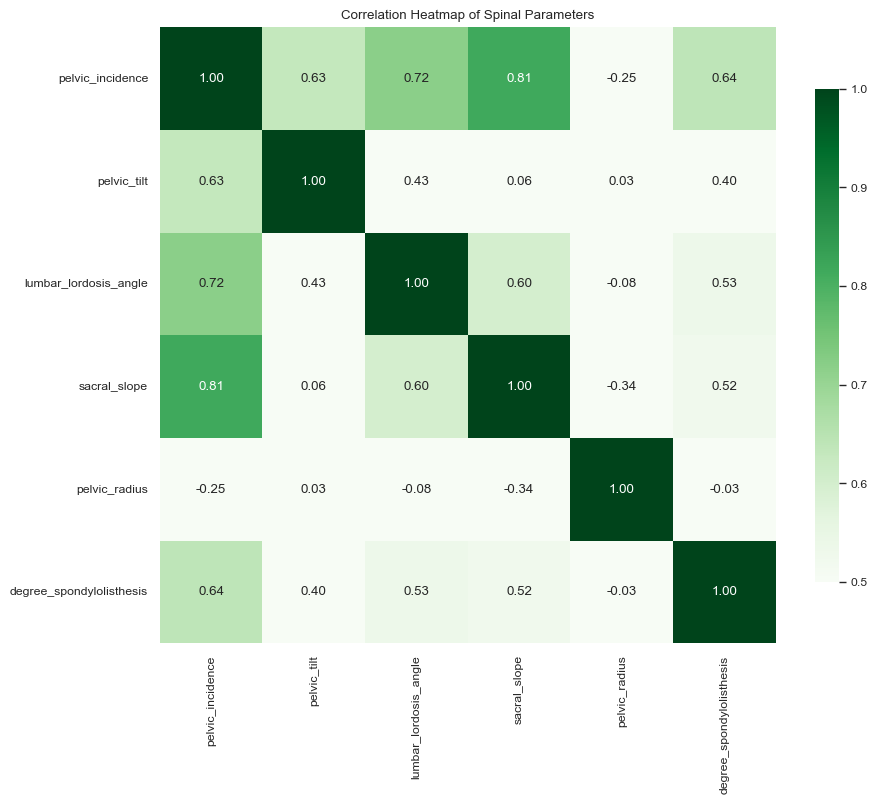 Correlation Heatmap of Spinal Parameters
pelvic_incidence 1.00 0.63 0.72 0.81 -0.25 0.64
pelvic_tilt 0.63 1.00 0.43 0.06 0.03 0.40
lumbar_lordosis_angle 0.72 0.43 1.00 0.60 -0.08 0.53
sacral_slope 0.81 0.06 0.60 1.00 -0.34 0.52
pelvic_radius -0.25 0.03 -0.08 -0.34 1.00 -0.03
degree_spondylolisthesis 0.64 0.40 0.53 0.52 -0.03 1.00
pelvic_incidence
pelvic_tilt
lumbar_lordosis_angle
sacral_slope
pelvic_radius
degree_spondylolisthesis
1.0
0.9
0.8
0.7
0.6
0.5